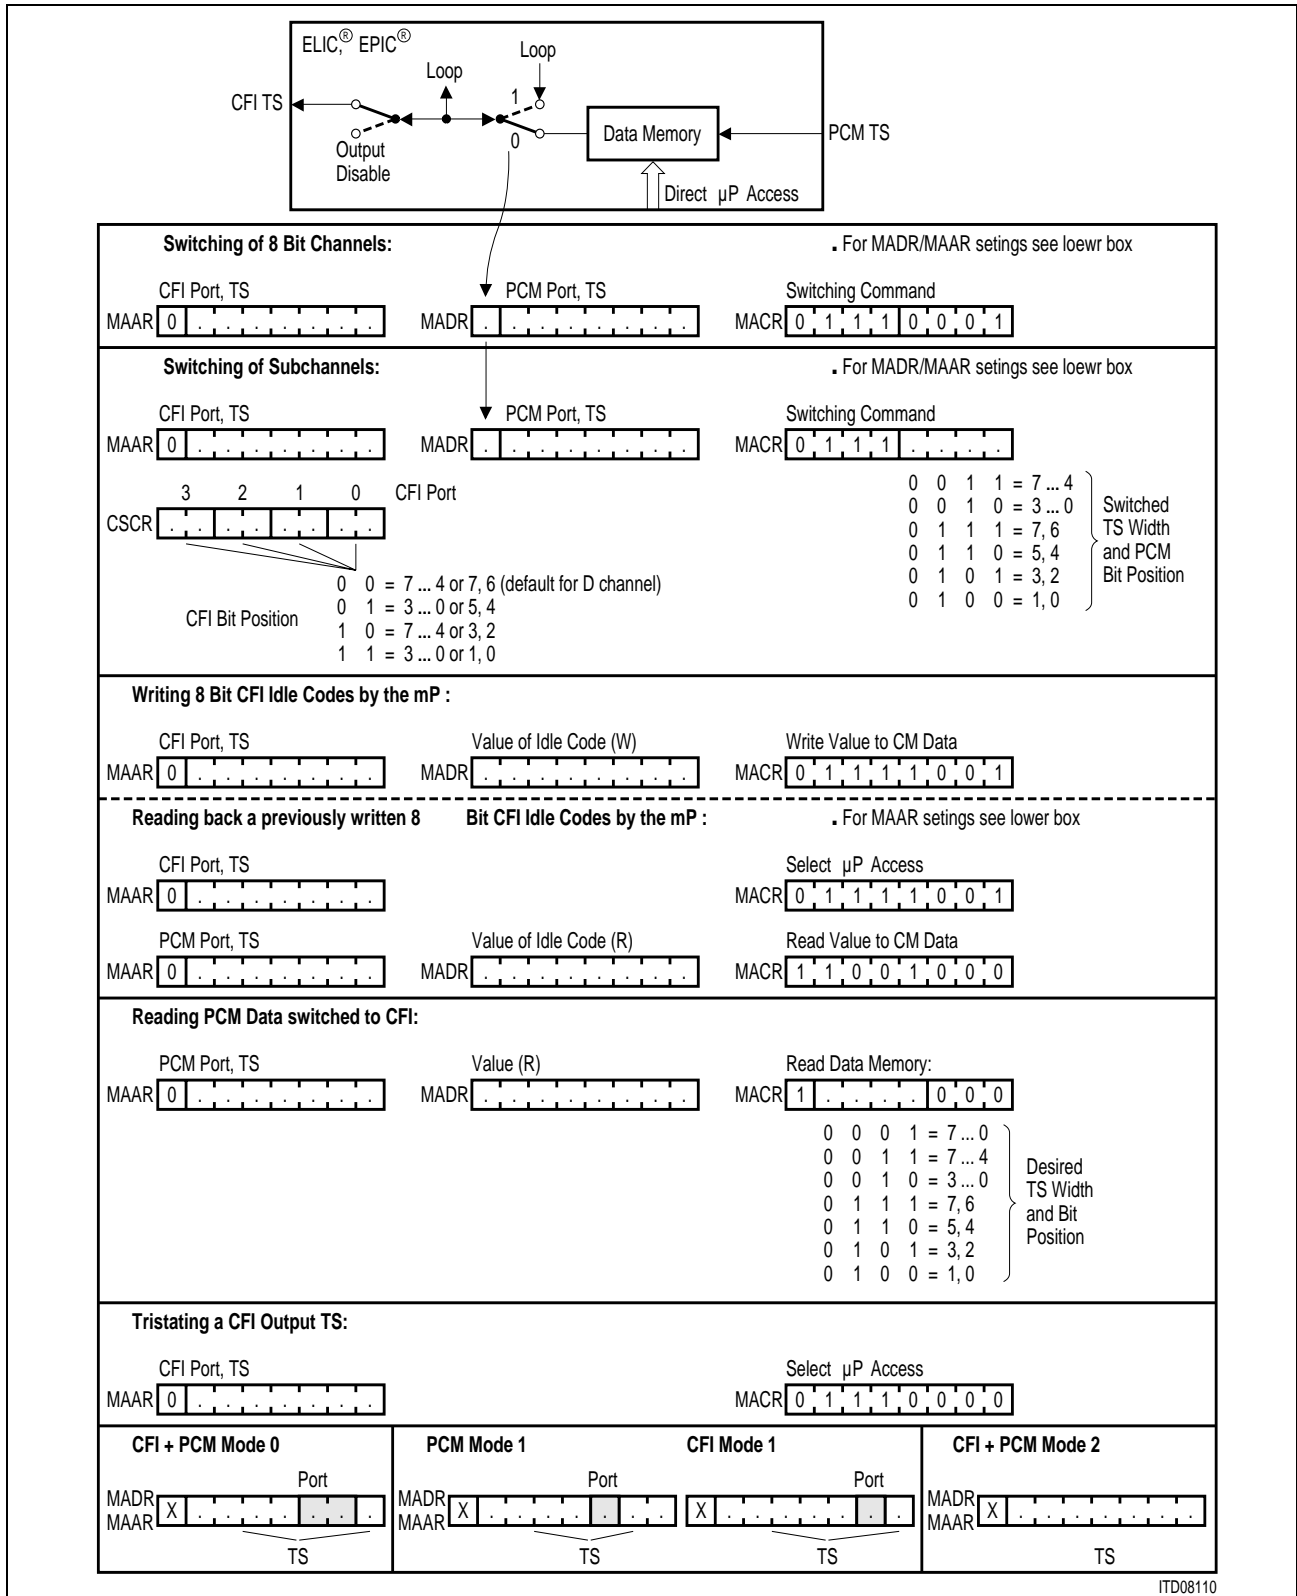 ELIC,® EPIC®
Loop
Loop
CFI TS
1
0
Output
Disable
Data Memory
PCM TS
Direct µP Access
Switching of 8 Bit Channels:
. For MADR/MAAR setings see loewr box
CFI Port, TS
PCM Port, TS
Switching Command
MAAR 0 . . . . . . .
MADR . . . . . . . .
MACR 0 1 1 1 0 0 0 1
Switching of Subchannels:
. For MADR/MAAR setings see loewr box
CFI Port, TS
PCM Port, TS
Switching Command
MAAR 0 . . . . . . .
MADR . . . . . . . .
MACR 0 1 1 1 . . . .
3 2 1 0 CFI Port
CSCR . . . . . . . .
CFI Bit Position
0 0 = 7 ... 4 or 7, 6 (default for D channel)
0 1 = 3 ... 0 or 5, 4
1 0 = 7 ... 4 or 3, 2
1 1 = 3 ... 0 or 1, 0
0 0 1 1 = 7 ... 4
0 0 1 0 = 3 ... 0
0 1 1 1 = 7, 6
0 1 1 0 = 5, 4
0 1 0 1 = 3, 2
0 1 0 0 = 1, 0
Switched
TS Width
and PCM
Bit Position
Writing 8 Bit CFI Idle Codes by the mP :
CFI Port, TS
Value of Idle Code (W)
Write Value to CM Data
MAAR 0 . . . . . . .
MADR . . . . . . . .
MACR 0 1 1 1 1 0 0 1
Reading back a previously written 8 Bit CFI Idle Codes by the mP :
. For MAAR setings see lower box
CFI Port, TS
Select µP Access
MAAR 0 . . . . . . .
MACR 0 1 1 1 1 0 0 1
PCM Port, TS
Value of Idle Code (R)
Read Value to CM Data
MAAR 0 . . . . . . .
MADR . . . . . . . .
MACR 1 1 0 0 1 0 0 0
Reading PCM Data switched to CFI:
PCM Port, TS
Value (R)
Read Data Memory:
MAAR 0 . . . . . . .
MADR . . . . . . . .
MACR 1 . . . . 0 0 0
0 0 0 1 = 7 ... 0
0 0 1 1 = 7 ... 4
0 0 1 0 = 3 ... 0
0 1 1 1 = 7, 6
0 1 1 0 = 5, 4
0 1 0 1 = 3, 2
0 1 0 0 = 1, 0
Desired
TS Width
and Bit
Position
Tristating a CFI Output TS:
CFI Port, TS
Select µP Access
MAAR 0 . . . . . . .
MACR 0 1 1 1 0 0 0 0
CFI + PCM Mode 0
Port
MADR
MAAR
X . . . . . . .
TS
PCM Mode 1
Port
MADR
MAAR
X . . . . . . .
TS
CFI Mode 1
Port
X . . . . . . .
TS
CFI + PCM Mode 2
MADR
MAAR
X . . . . . . .
TS
ITD08110